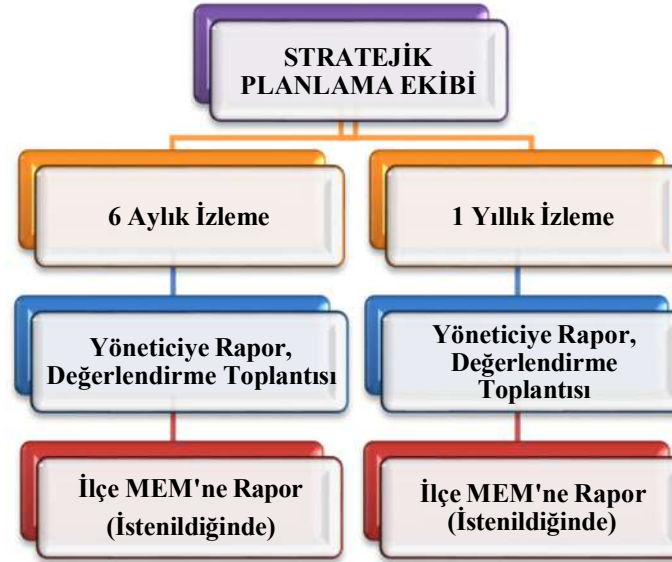 STRATEJİK
PLANLAMA EKİBİ
6 Aylık İzleme
1 Yıllık İzleme
Yöneticiye Rapor,
Değerlendirme Toplantısı
Yöneticiye Rapor,
Değerlendirme
Toplantısı
İlçe MEM'ne Rapor
(İstenildiğinde)
İlçe MEM'ne Rapor
(İstenildiğinde)